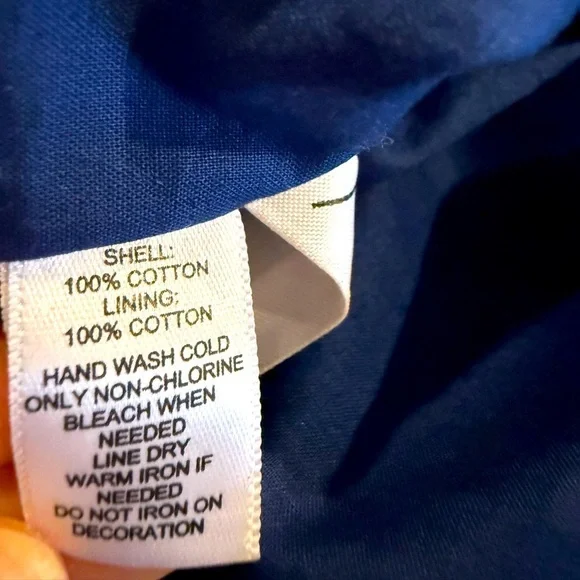 SHELL:
100% COTTON
LINING:
100% COTTON
HAND WASH COLD
ONLY NON-CHLORINE
BLEACH WHEN
NEEDED
LINE DRY
WARM IRON IF
NEEDED
DO NOT IRON ON
DECORATION